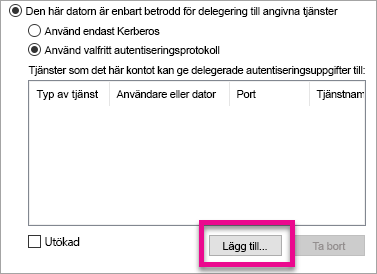 Den här datorn är enbart betrodd för delegering till angivna tjänster
Använd endast Kerberos
Använd valfritt autentiseringsprotokoll
Tjänster som det här kontot kan ge delegerade autentiseringsuppgifter till:
Typ av tjänst Användare eller dator Port Tjänstnam
Utökad Lägg till... Ta bort